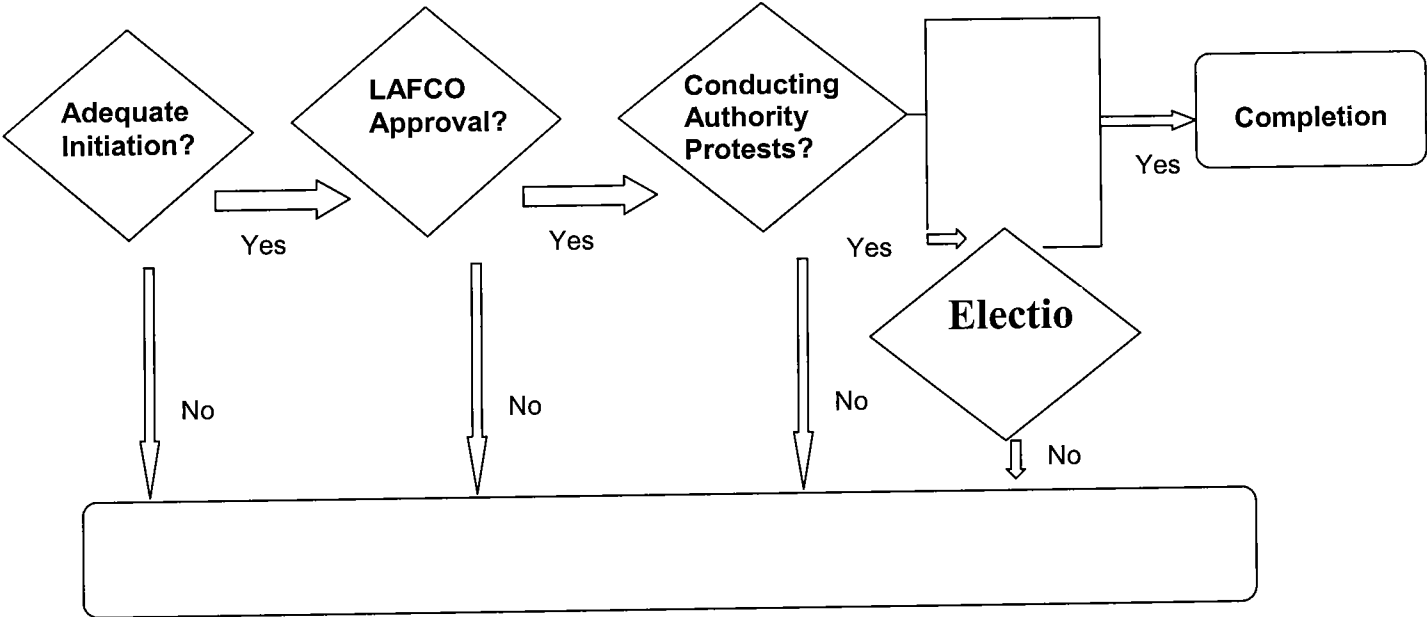 Adequate
Initiation?
LAFCO
Approval?
Conducting
Authority
Protests?
Completion
Yes
Yes
Yes
Yes
Electio
No
No
No
No